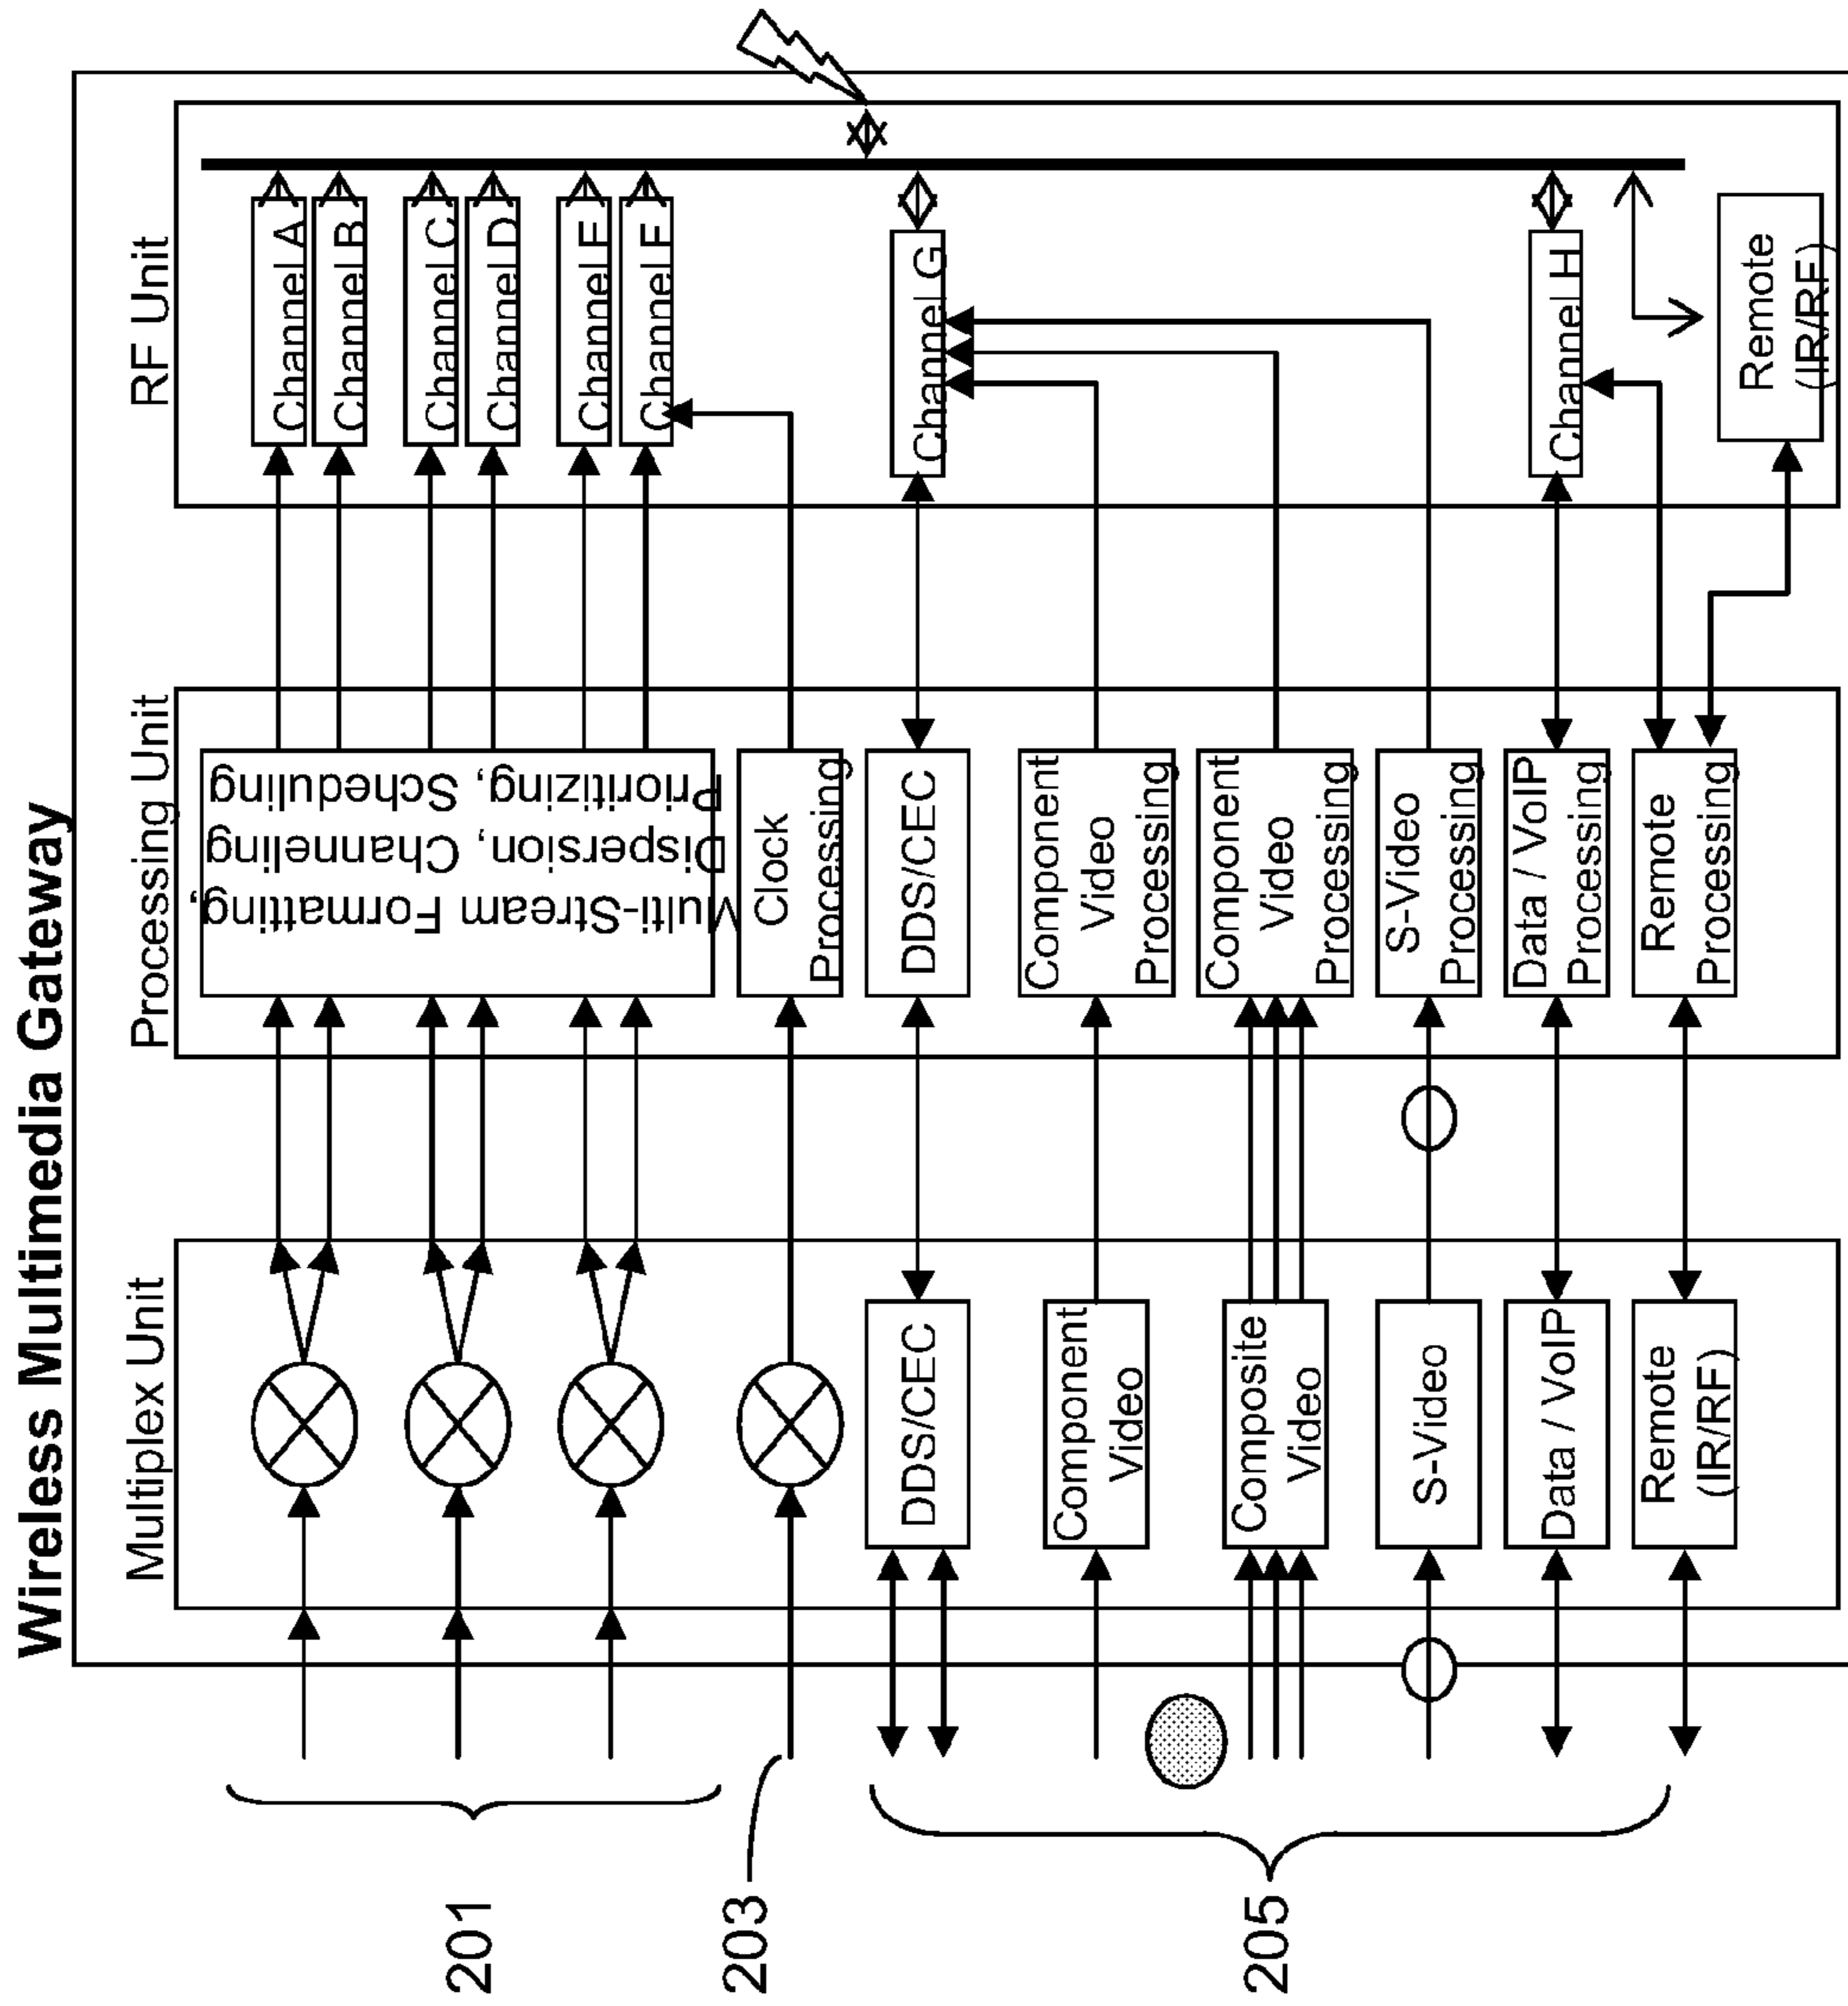 Wireless Multimedia Gateway
Multiplex Unit
Processing Unit
RF Unit
201
203
205
DDS/CEC
Component
Video
Composite
Video
S-Video
Data / VoIP
Remote
(IR/RF)
Multi-Stream Formatting,
Dispersion, Channeling
Prioritizing, Scheduling
Clock
Processing
DDS/CEC
Component
Video
Processing
Component
Video
Processing
S-Video
Processing
Data / VoIP
Processing
Remote
Processing
Channel A
Channel B
Channel C
Channel D
Channel E
Channel F
Channel G
Channel H
Remote
(IR/RF)